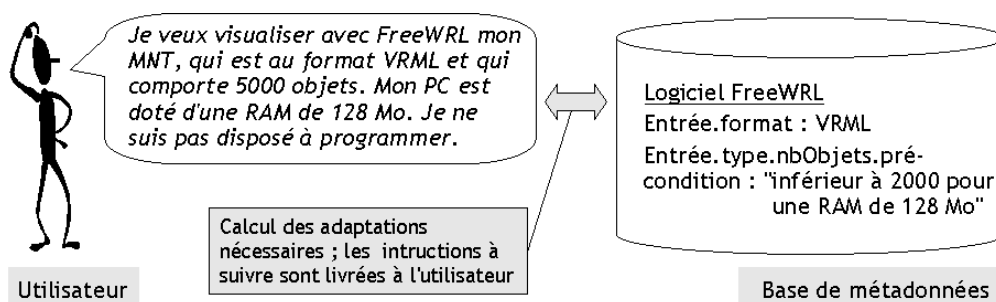 Je veux visualiser avec FreeWRL mon
MNT, qui est au format VRML et qui
comporte 5000 objets. Mon PC est
doté d'une RAM de 128 Mo. Je ne
suis pas disposé à programmer.
Logiciel FreeWRL
Entrée.format : VRML
Entrée.type.nbObjets.pré-
condition : "inférieur à 2000 pour
une RAM de 128 Mo"
Calcul des adaptations
nécessaires ; les intructions à
suivre sont livrées à l'utilisateur
Utilisateur
Base de métadonnées